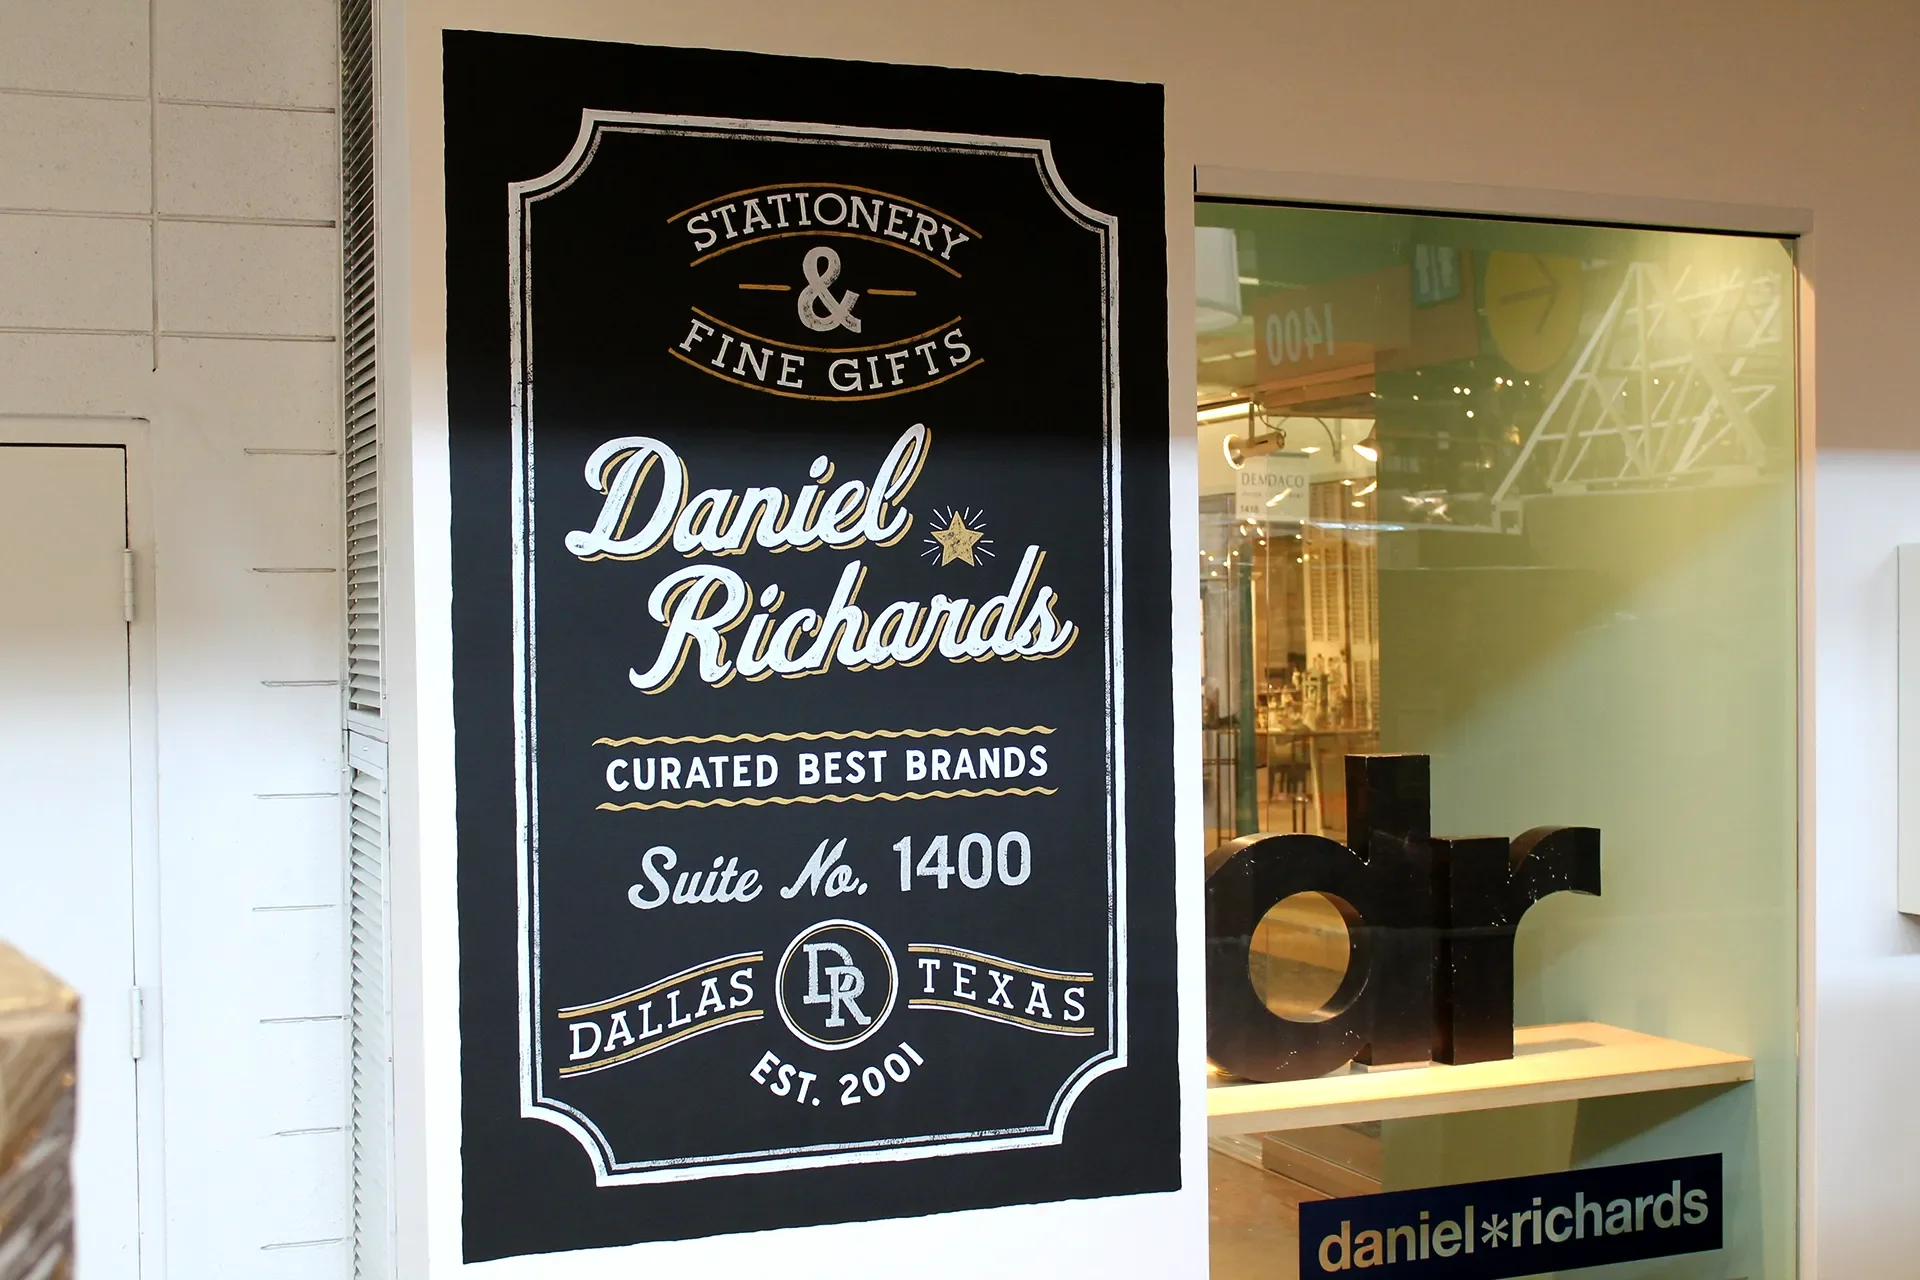 STATIONERY
&
FINE GIFTS
Daniel
Richards
CURATED BEST BRANDS
Suite No. 1400
DALLAS DR TEXAS
EST. 2001
1400
DEMDACO
1418
dr
daniel*richards